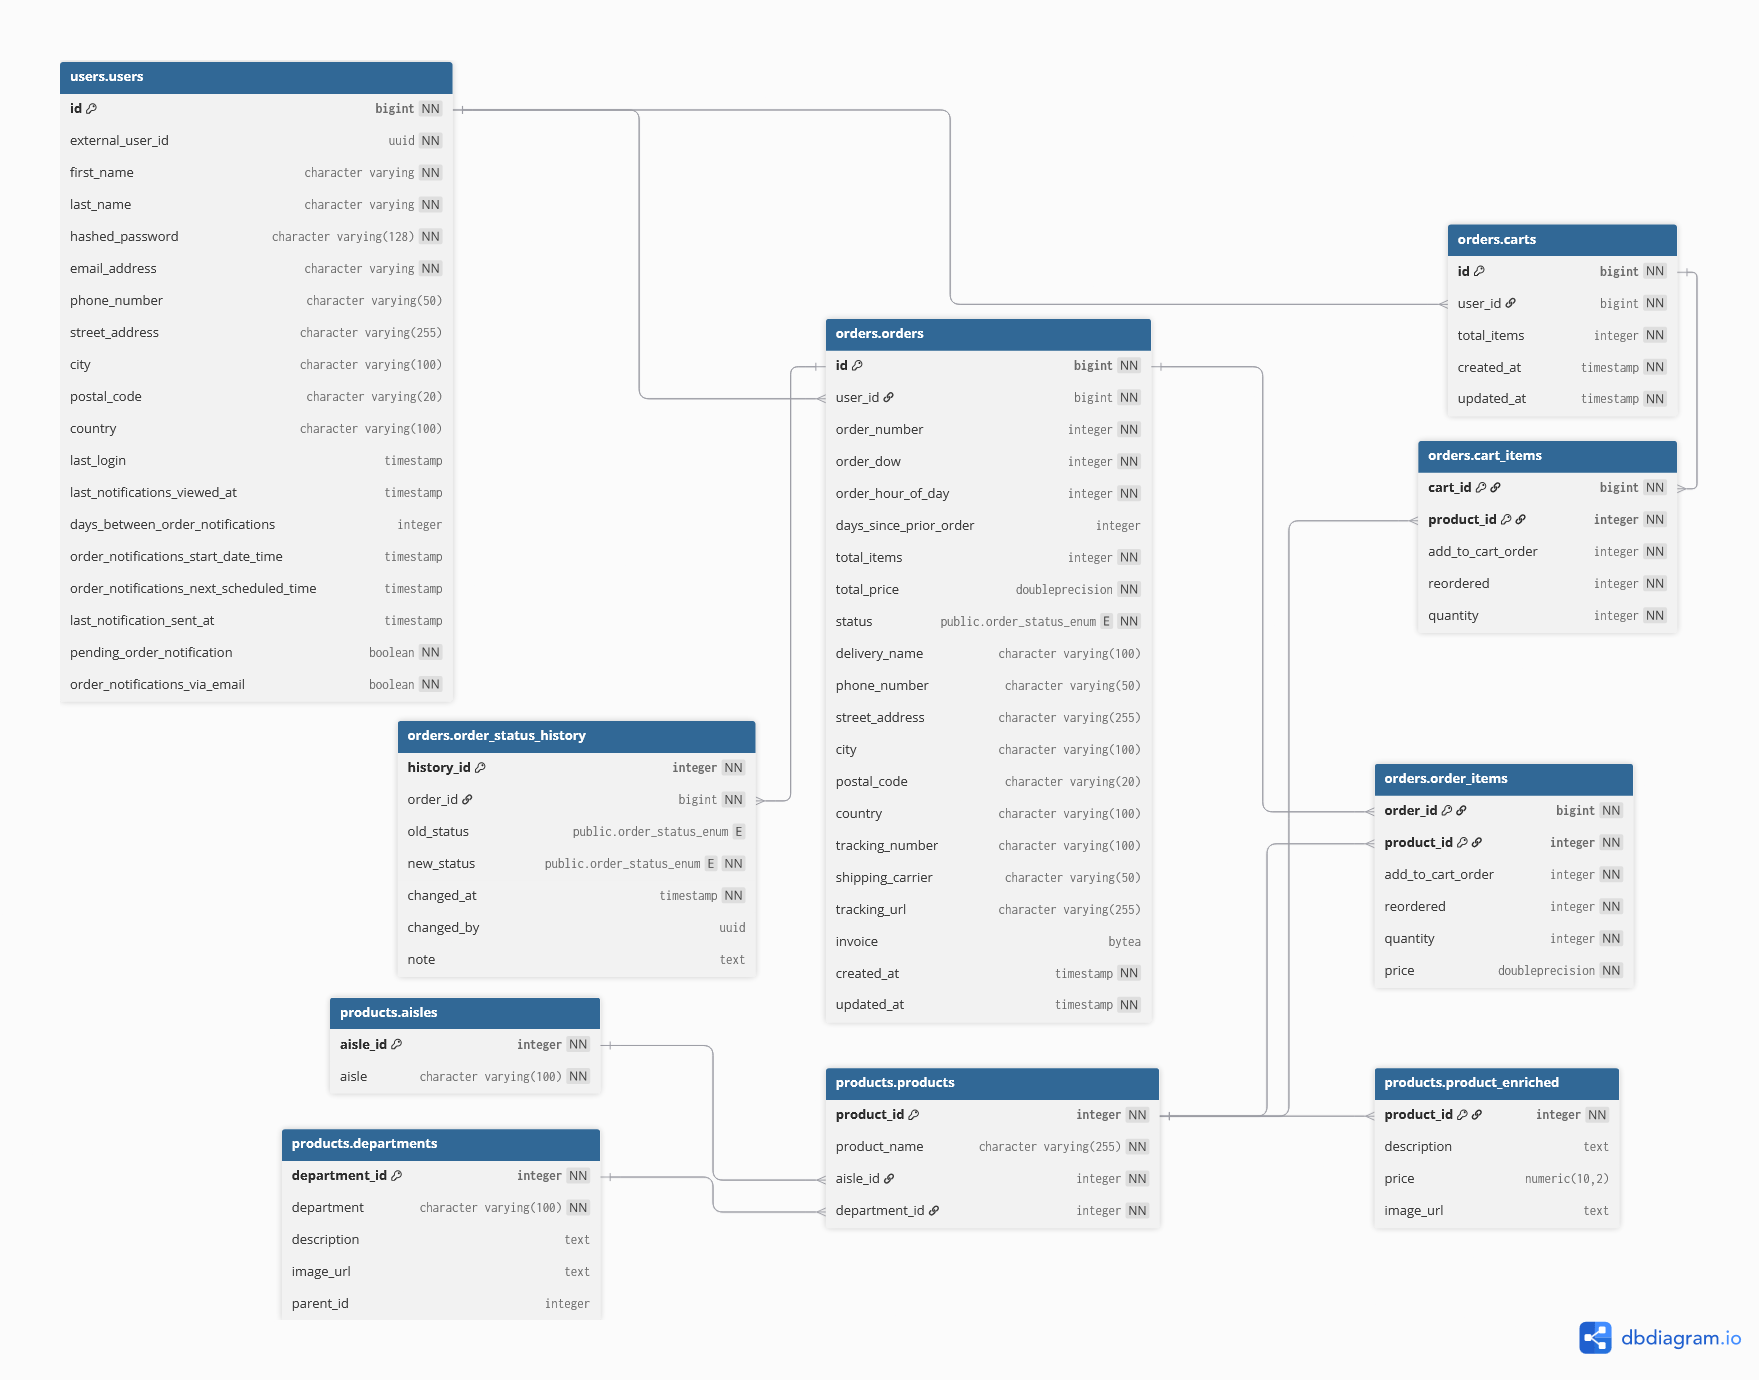 users.users
id bigint NN
external_user_id uuid NN
first_name character varying NN
last_name character varying NN
hashed_password character varying(128) NN
email_address character varying NN
phone_number character varying(50)
street_address character varying(255)
city character varying(100)
postal_code character varying(20)
country character varying(100)
last_login timestamp
last_notifications_viewed_at timestamp
days_between_order_notifications integer
order_notifications_start_date_time timestamp
order_notifications_next_scheduled_time timestamp
last_notification_sent_at timestamp
pending_order_notification boolean NN
order_notifications_via_email boolean NN
orders.carts
id bigint NN
user_id bigint NN
total_items integer NN
created_at timestamp NN
updated_at timestamp NN
orders.orders
id bigint NN
user_id bigint NN
order_number integer NN
order_dow integer NN
order_hour_of_day integer NN
days_since_prior_order integer
total_items integer NN
total_price doubleprecision NN
status public.order_status_enum E NN
delivery_name character varying(100)
phone_number character varying(50)
street_address character varying(255)
city character varying(100)
postal_code character varying(20)
country character varying(100)
tracking_number character varying(100)
shipping_carrier character varying(50)
tracking_url character varying(255)
invoice bytea
created_at timestamp NN
updated_at timestamp NN
orders.cart_items
cart_id bigint NN
product_id integer NN
add_to_cart_order integer NN
reordered integer NN
quantity integer NN
orders.order_status_history
history_id integer NN
order_id bigint NN
old_status public.order_status_enum E
new_status public.order_status_enum E NN
changed_at timestamp NN
changed_by uuid
note text
orders.order_items
order_id bigint NN
product_id integer NN
add_to_cart_order integer NN
reordered integer NN
quantity integer NN
price doubleprecision NN
products.aisles
aisle_id integer NN
aisle character varying(100) NN
products.departments
department_id integer NN
department character varying(100) NN
description text
image_url text
parent_id integer
products.products
product_id integer NN
product_name character varying(255) NN
aisle_id integer NN
department_id integer NN
products.product_enriched
product_id integer NN
description text
price numeric(10,2)
image_url text
dbdiagram.io